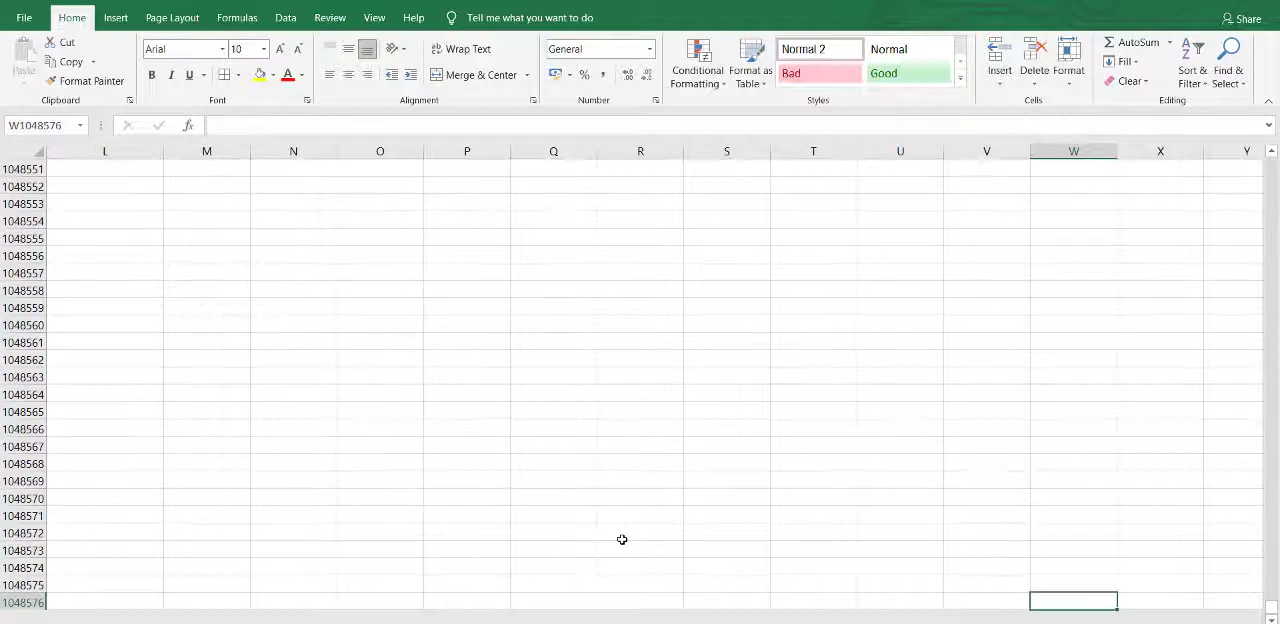 File Home Insert Page Layout Formulas Data Review View Help Tell me what you want to do Share
Cut
Copy
Format Painter
Paste
Clipboard
Arial 10
B I U
Font
Wrap Text
Merge & Center
Alignment
General
% ,
Number
Conditional Formatting
Format as Table
Normal 2 Normal
Bad Good
Styles
Insert Delete Format
Cells
AutoSum
Fill
Clear
Sort & Filter
Find & Select
Editing
W1048576 fx
L M N O P Q R S T U V W X Y
1048551
1048552
1048553
1048554
1048555
1048556
1048557
1048558
1048559
1048560
1048561
1048562
1048563
1048564
1048565
1048566
1048567
1048568
1048569
1048570
1048571
1048572
1048573
1048574
1048575
1048576